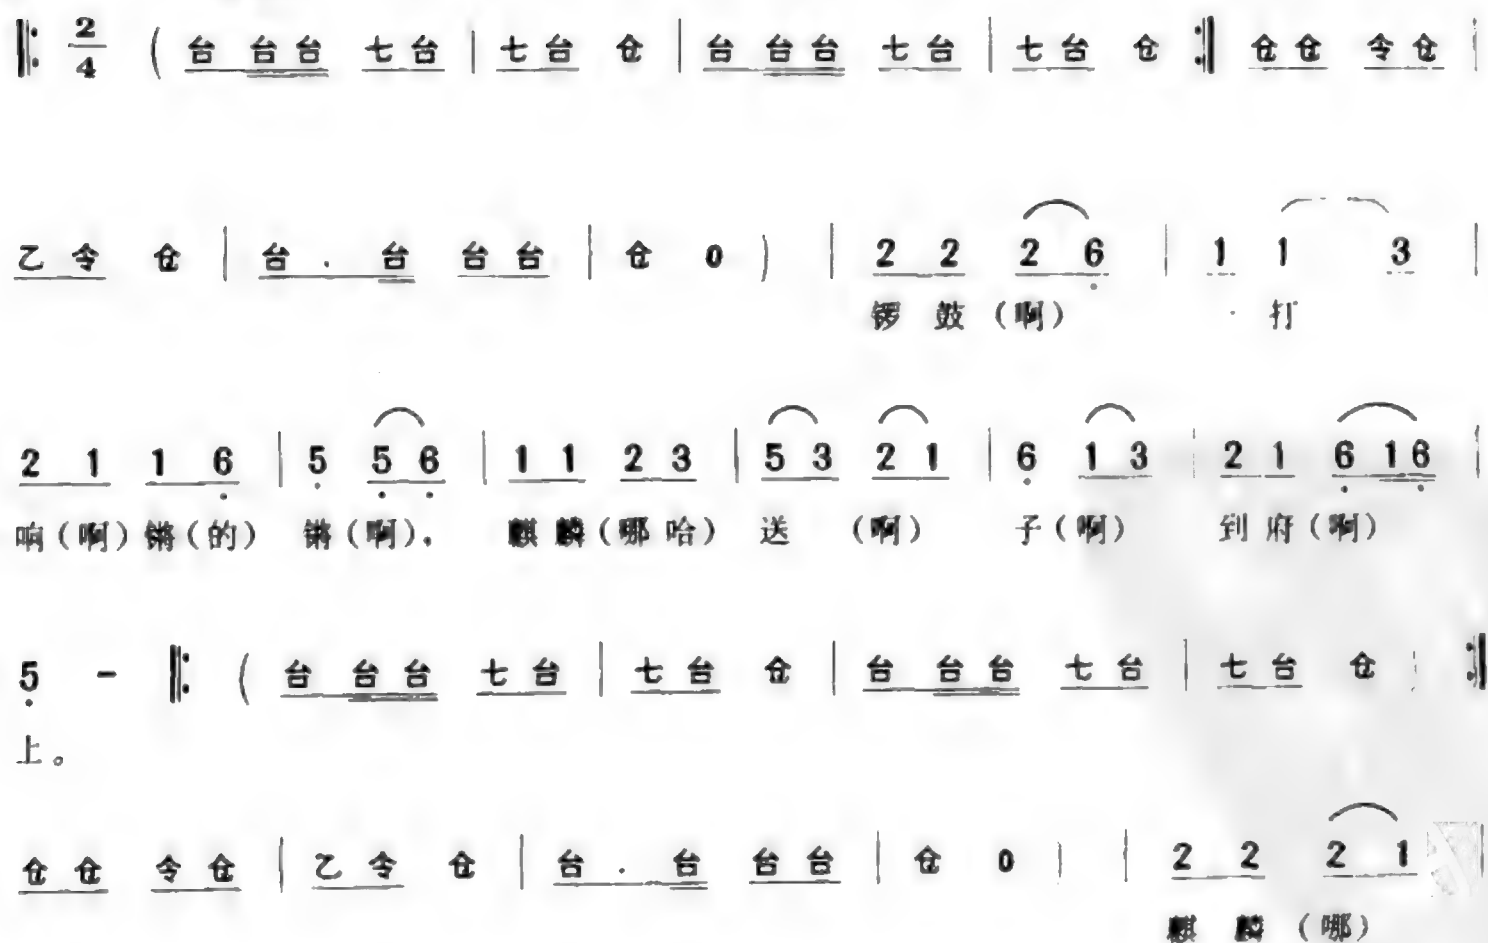 2/4 ( 台 台台 七台 | 七台 仓 | 台 台台 七台 | 七台 仓 :‖ 仓仓 令仓 |
乙令 仓 | 台 . 台 台台 | 仓 0 ) | 2 2 2 6 | 1 1 3 |
锣 鼓 (啊) 打
2 1 1 6 | 5 5 6 | 1 1 2 3 | 5 3 2 1 | 6 1 3 | 2 1 6 1 6 |
响 (啊) 锵 (的) 锵 (啊), 麒 麟 (哪 哈) 送 (啊) 子 (啊) 到 府 (啊)
5 - ‖: ( 台 台台 七台 | 七台 仓 | 台 台台 七台 | 七台 仓 :‖
上。
仓仓 令仓 | 乙令 仓 | 台 . 台 台台 | 仓 0 | | 2 2 2 1
麒 麟 (哪)